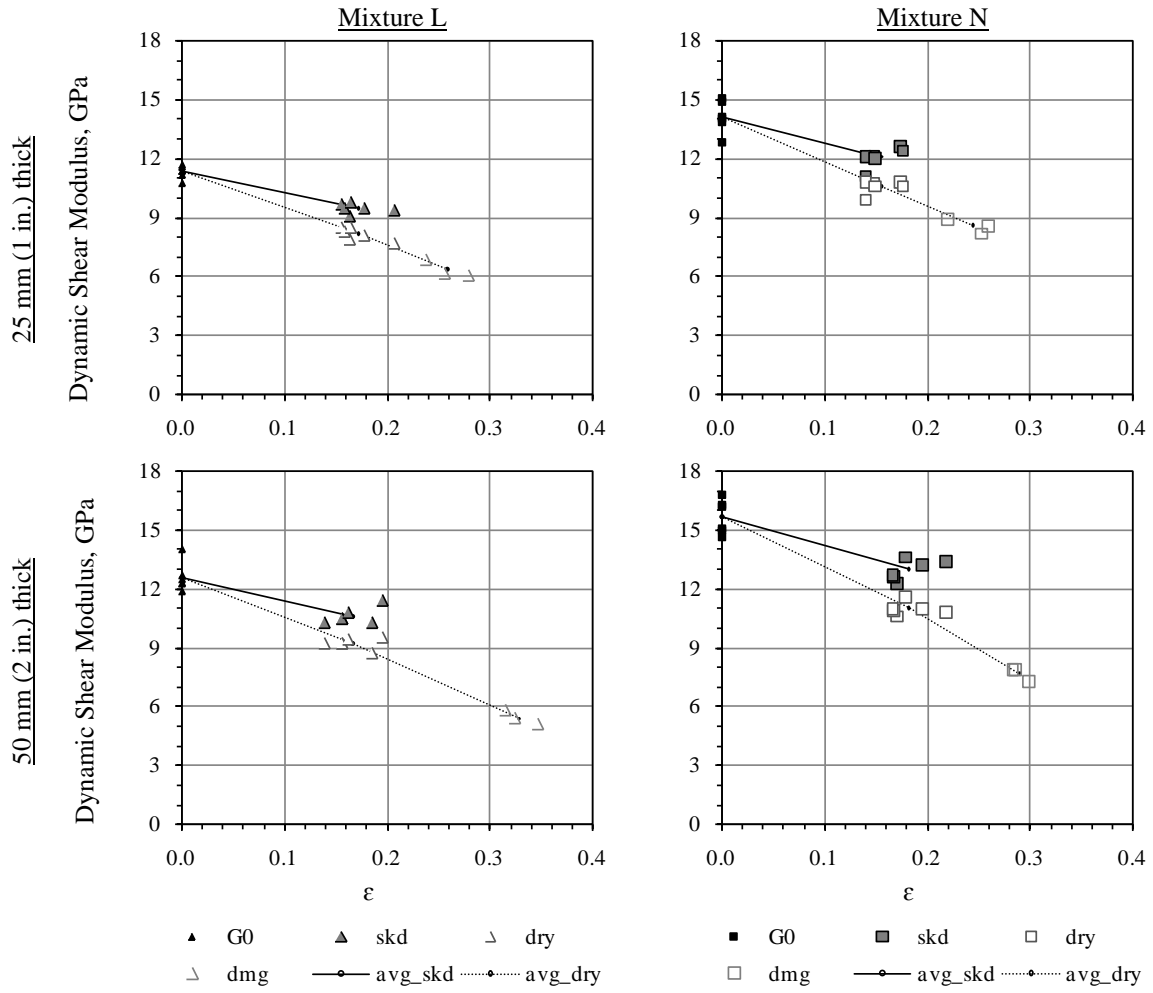 Mixture L
Mixture N
25 mm (1 in.) thick
Dynamic Shear Modulus, GPa
18
15
12
9
6
3
0
0.0 0.1 0.2 0.3 0.4
18
15
12
9
6
3
0
0.0 0.1 0.2 0.3 0.4
50 mm (2 in.) thick
Dynamic Shear Modulus, GPa
18
15
12
9
6
3
0
0.0 0.1 0.2 0.3 0.4
ε
18
15
12
9
6
3
0
0.0 0.1 0.2 0.3 0.4
ε
G0 skd dry
dmg avg_skd avg_dry
G0 skd dry
dmg avg_skd avg_dry